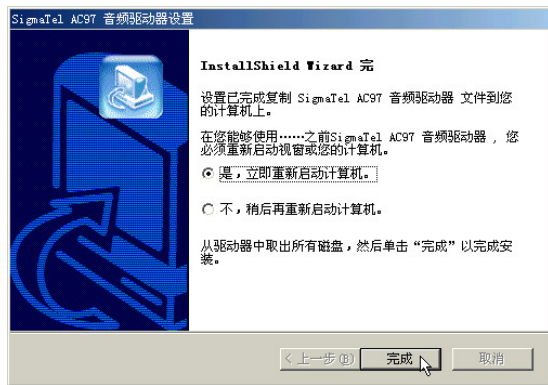 SigmaTel AC97 音频驱动器设置
InstallShield Wizard 完
设置已完成复制 SigmaTel AC97 音频驱动器 文件到您
的计算机上。
在您能够使用……之前SigmaTel AC97 音频驱动器 , 您
必须重新启动视窗或您的计算机。
是，立即重新启动计算机。
不，稍后再重新启动计算机。
从驱动器中取出所有磁盘，然后单击“完成”以完成安
装。
< 上一步(B)
完成
取消